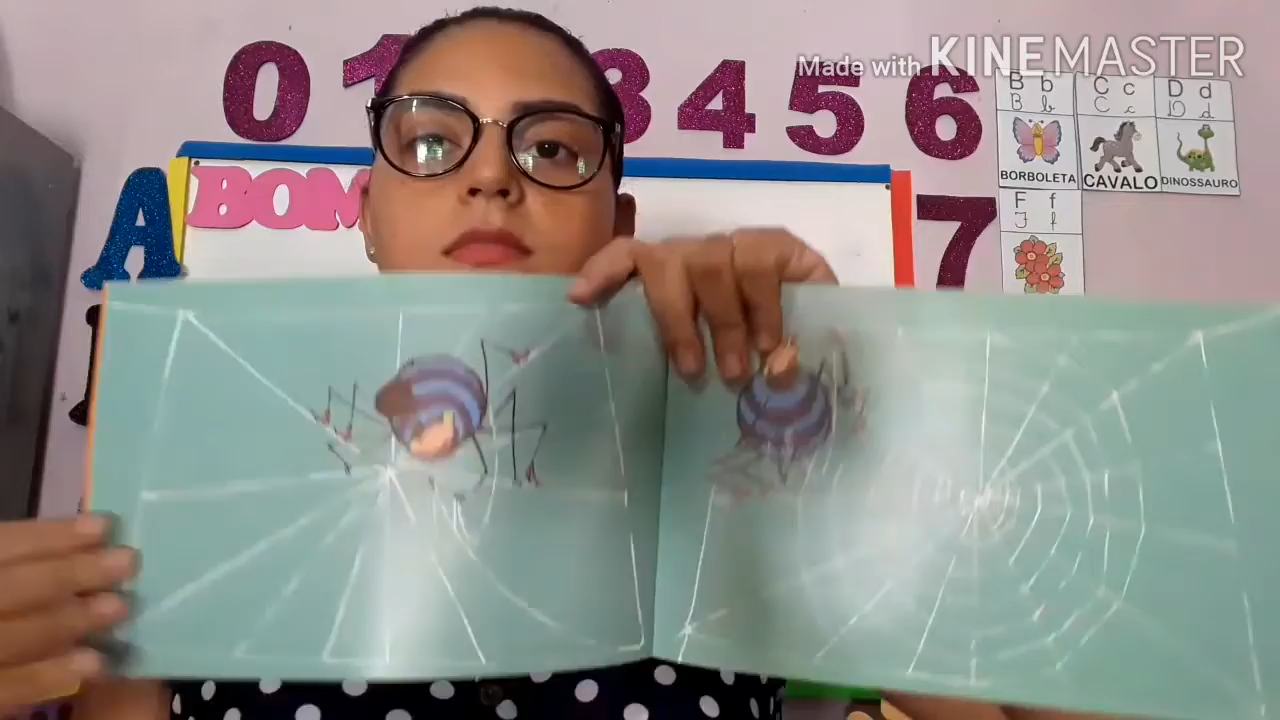 0 1 3 4 5 6
Made with KINEMASTER
B b C c D d
B b C c D d
BORBOLETA CAVALO DINOSSAURO
A BOM 7
F f
F f